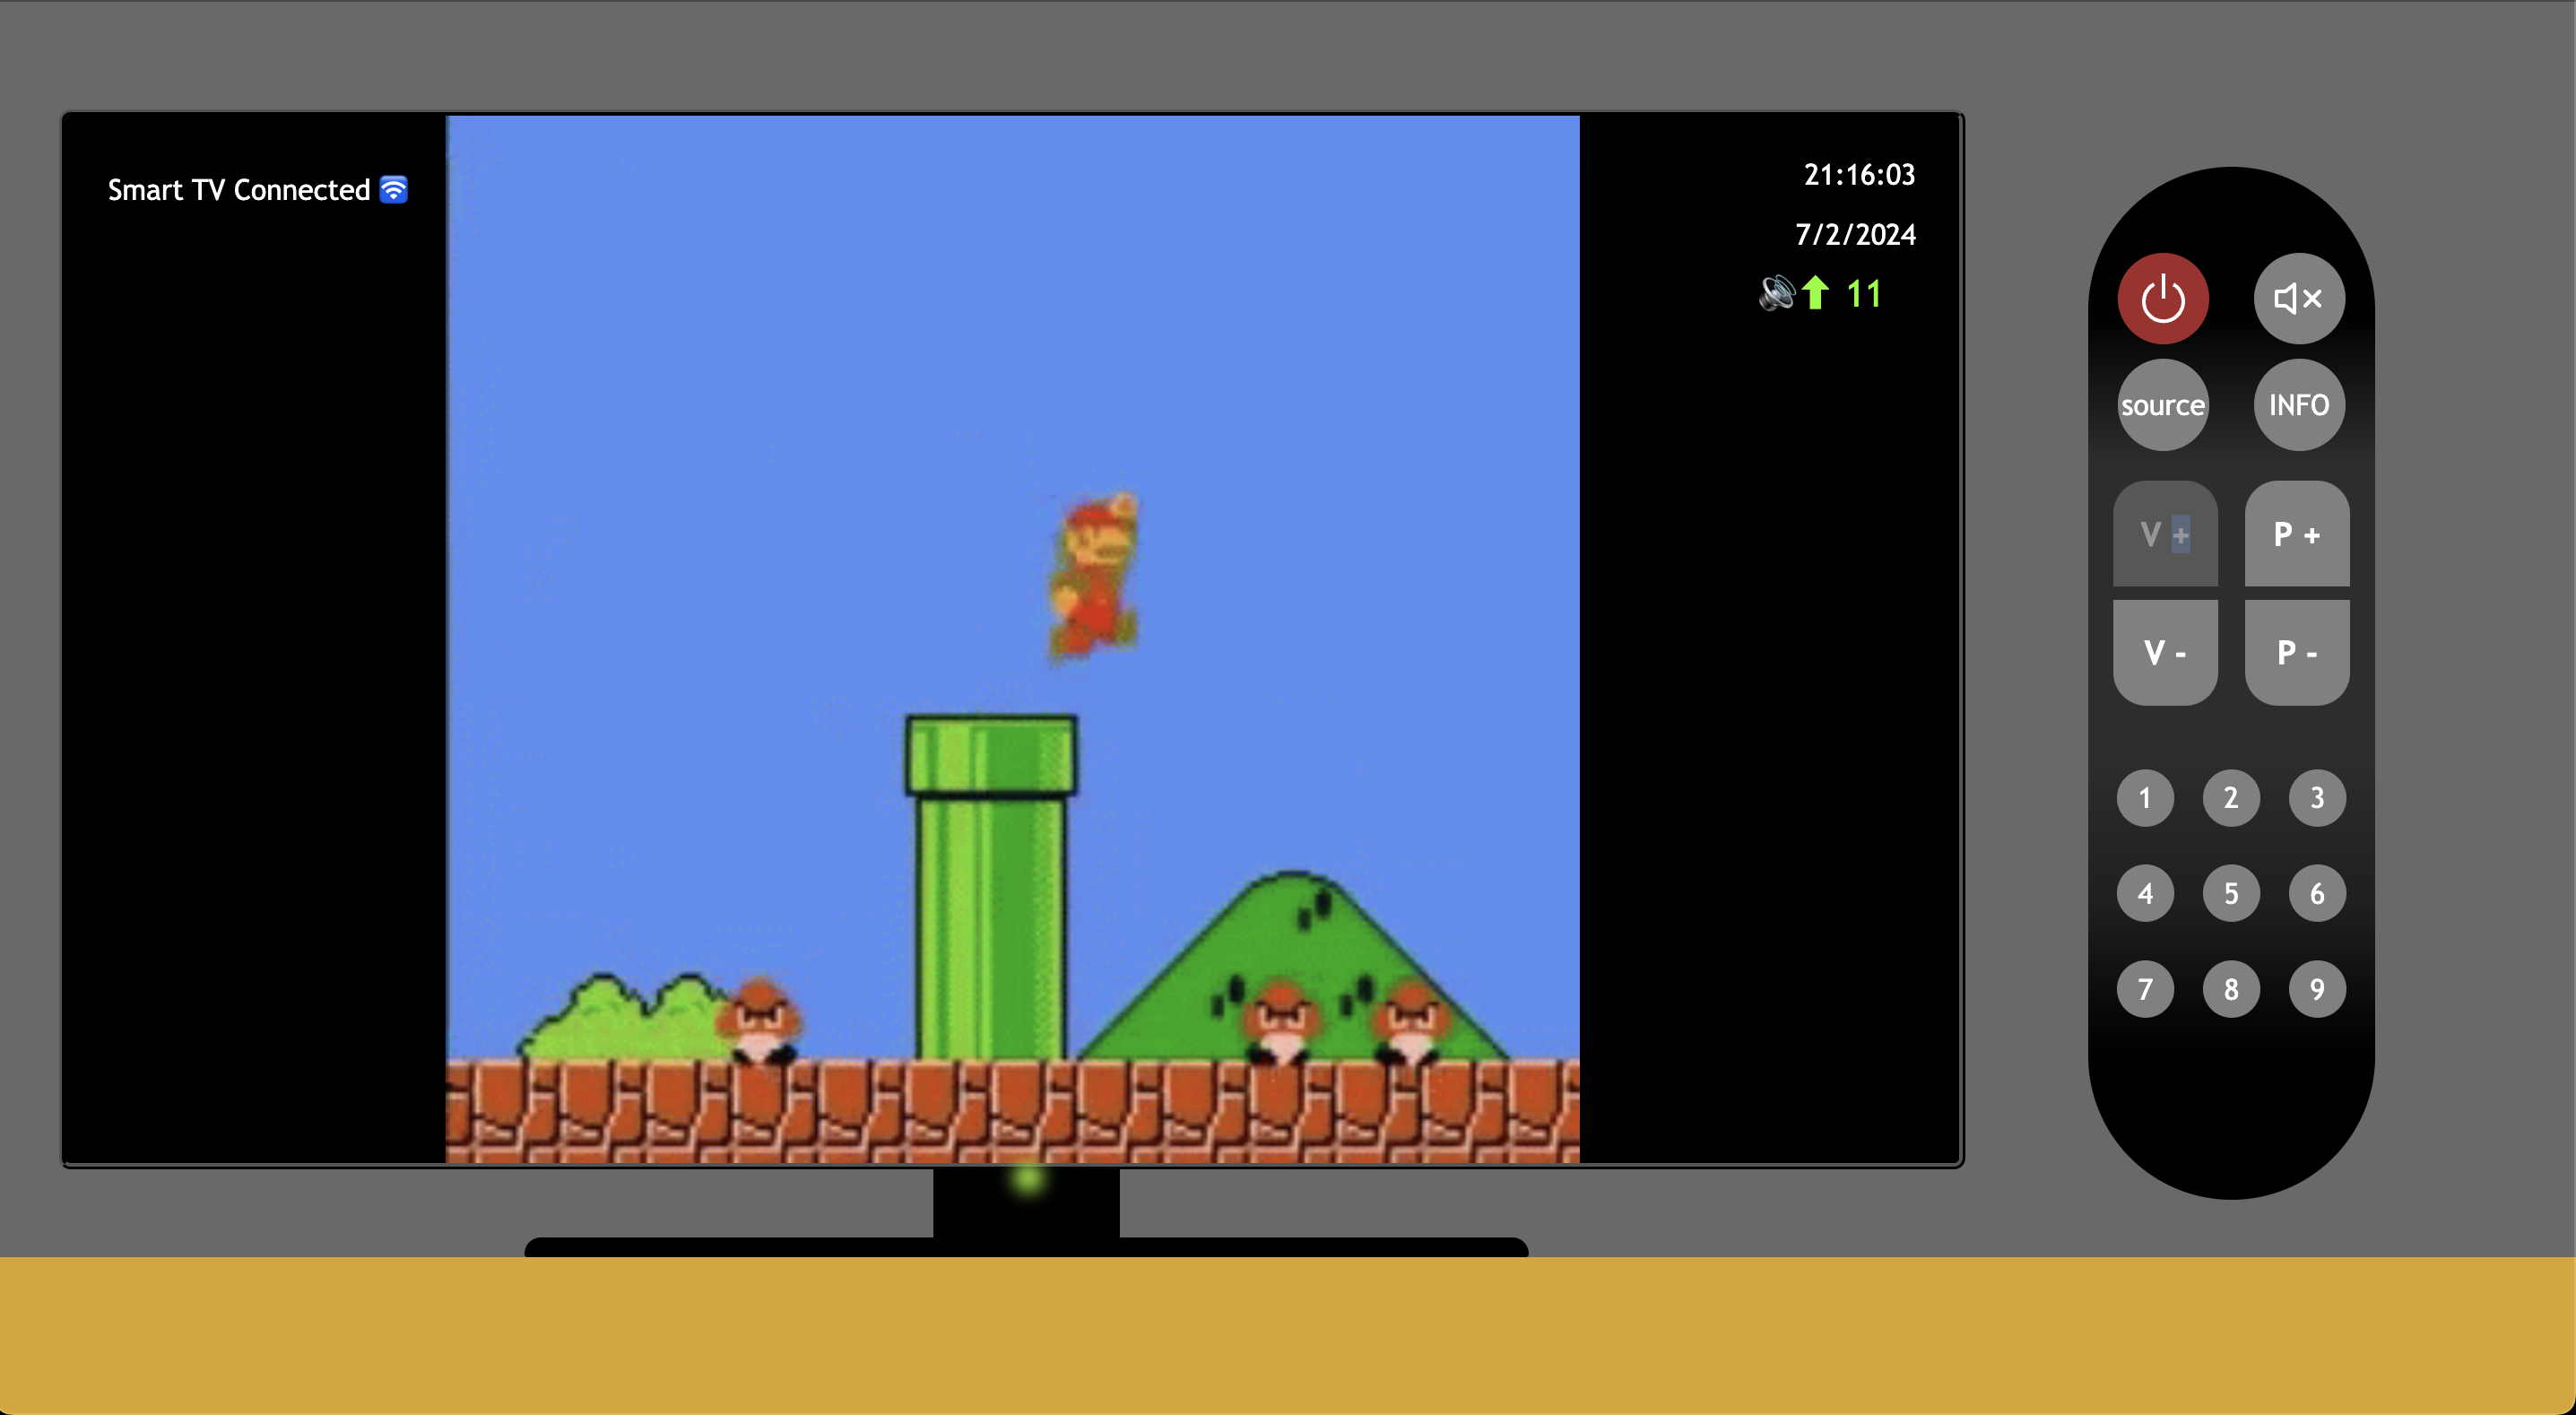 Smart TV Connected
21:16:03
7/2/2024
11
source INFO
V + P +
V - P -
1 2 3
4 5 6
7 8 9